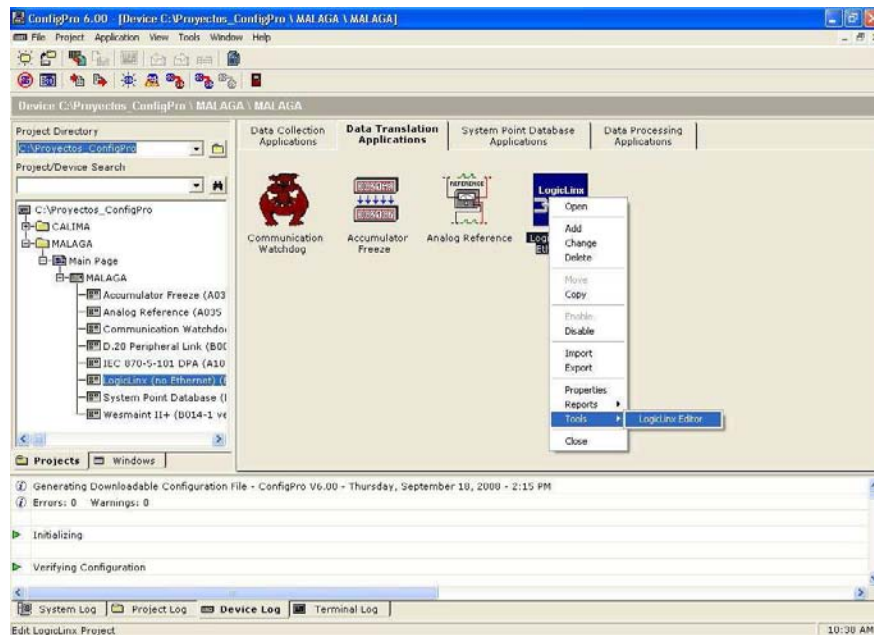 ConfigPro 6.00 - [Device C:\Proyectos_ConfigPro \ MALAGA \ MALAGA]
File Project Application View Tools Window Help
Device C:\Proyectos_ConfigPro \ MALAGA \ MALAGA
Project Directory
C:\Proyectos_ConfigPro
Project/Device Search
C:\Proyectos_ConfigPro
CALIMA
MALAGA
Main Page
MALAGA
Accumulator Freeze (A03
Analog Reference (A035
Communication Watchdo
D.20 Peripheral Link (B00
IEC 870-5-101 DPA (A10
LogicLinx (no Ethernet) (
System Point Database (
Wesmaint II+ (B014-1 ve
Projects Windows
Data Collection Applications
Data Translation Applications
System Point Database Applications
Data Processing Applications
Communication Watchdog
Accumulator Freeze
REFERENCE
Analog Reference
LogicLinx
Open
Add
Change
Delete
Move
Copy
Enable
Disable
Import
Export
Properties
Reports
Tools
LogicLinx Editor
Close
Generating Downloadable Configuration File - ConfigPro V6.00 - Thursday, September 18, 2008 - 2:15 PM
Errors: 0 Warnings: 0
Initializing
Verifying Configuration
System Log Project Log Device Log Terminal Log
Edit LogicLinx Project
10:38 AM